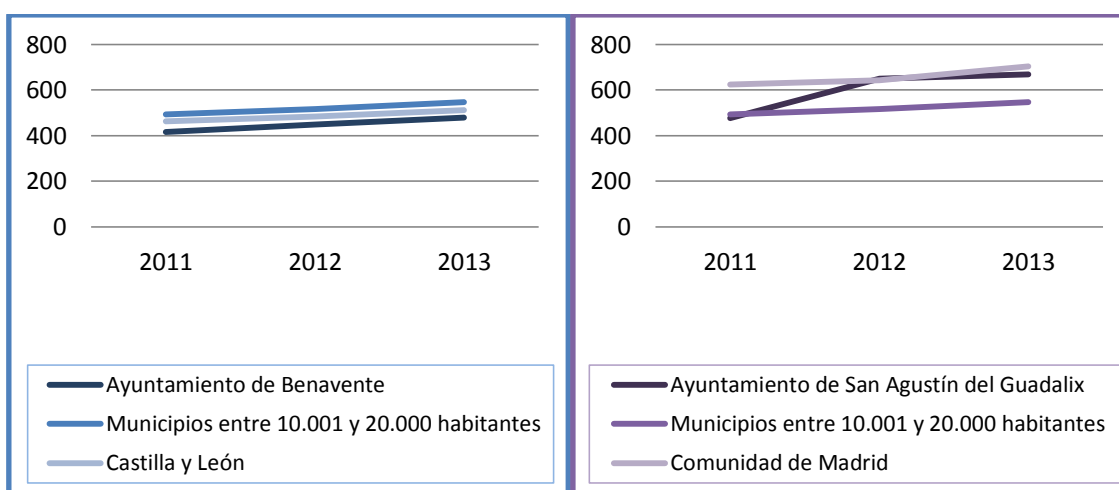 800
600
400
200
0
2011 2012 2013
Ayuntamiento de Benavente
Municipios entre 10.001 y 20.000 habitantes
Castilla y León
800
600
400
200
0
2011 2012 2013
Ayuntamiento de San Agustín del Guadalix
Municipios entre 10.001 y 20.000 habitantes
Comunidad de Madrid